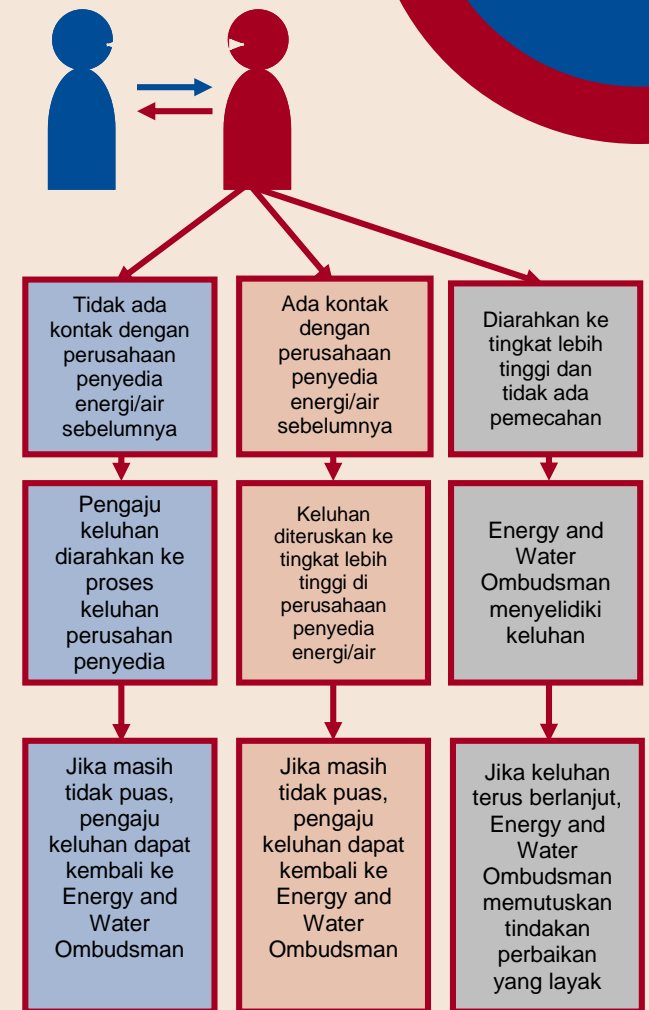 Tidak ada
kontak dengan
perusahaan
penyedia
energi/air
sebelumnya
Ada kontak
dengan
perusahaan
penyedia
energi/air
sebelumnya
Diarahkan ke
tingkat lebih
tinggi dan
tidak ada
pemecahan
Pengaju
keluhan
diarahkan ke
proses
keluhan
perusahan
penyedia
Keluhan
diteruskan ke
tingkat lebih
tinggi di
perusahaan
penyedia
energi/air
Energy and
Water
Ombudsman
menyelidiki
keluhan
Jika masih
tidak puas,
pengaju
keluhan dapat
kembali ke
Energy and
Water
Ombudsman
Jika masih
tidak puas,
pengaju
keluhan dapat
kembali ke
Energy and
Water
Ombudsman
Jika keluhan
terus berlanjut,
Energy and
Water
Ombudsman
memutuskan
tindakan
perbaikan
yang layak